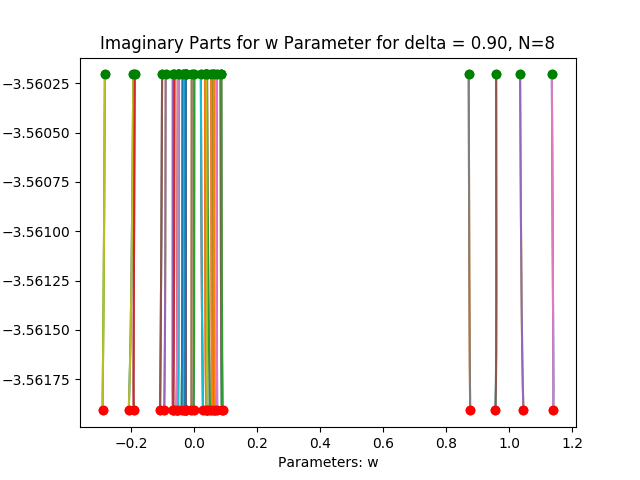 Imaginary Parts for w Parameter for delta = 0.90, N=8
−3.56025
−3.56050
−3.56075
−3.56100
−3.56125
−3.56150
−3.56175
−0.2 0.0 0.2 0.4 0.6 0.8 1.0 1.2
Parameters: w